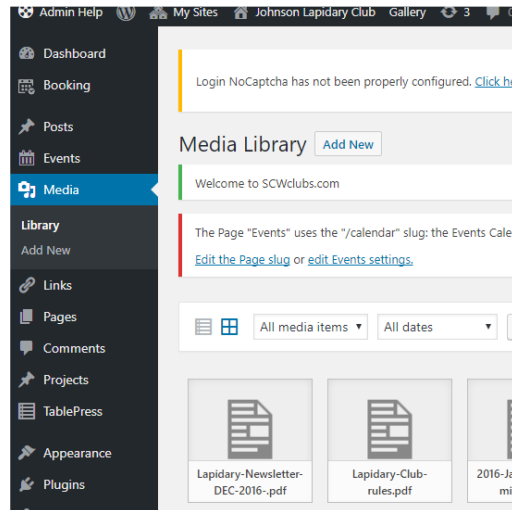 Admin Help My Sites Johnson Lapidary Club Gallery 3
Dashboard
Booking
Posts
Events
Media
Library
Add New
Links
Pages
Comments
Projects
TablePress
Appearance
Plugins
Login NoCaptcha has not been properly configured. Click he
Media Library Add New
Welcome to SCWclubs.com
The Page "Events" uses the "/calendar" slug: the Events Cale
Edit the Page slug or edit Events settings.
All media items All dates
Lapidary-Newsletter-
DEC-2016-.pdf
Lapidary-Club-
rules.pdf
2016-Ja
mi